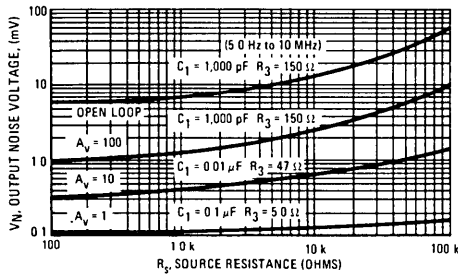 100
(5 0 Hz to 10 MHz)
C1 = 1,000 pF R3 = 150 Ω
10
OPEN LOOP
C1 = 1,000 pF R3 = 150 Ω
Av = 100
1.0
C1 = 0 01 μF R3 = 47 Ω
Av = 10
Av = 1
C1 = 0 1 μF R3 = 5 0 Ω
0 1
100
1 0 k
10 k
100 k
RS, SOURCE RESISTANCE (OHMS)
VN, OUTPUT NOISE VOLTAGE, (mV)